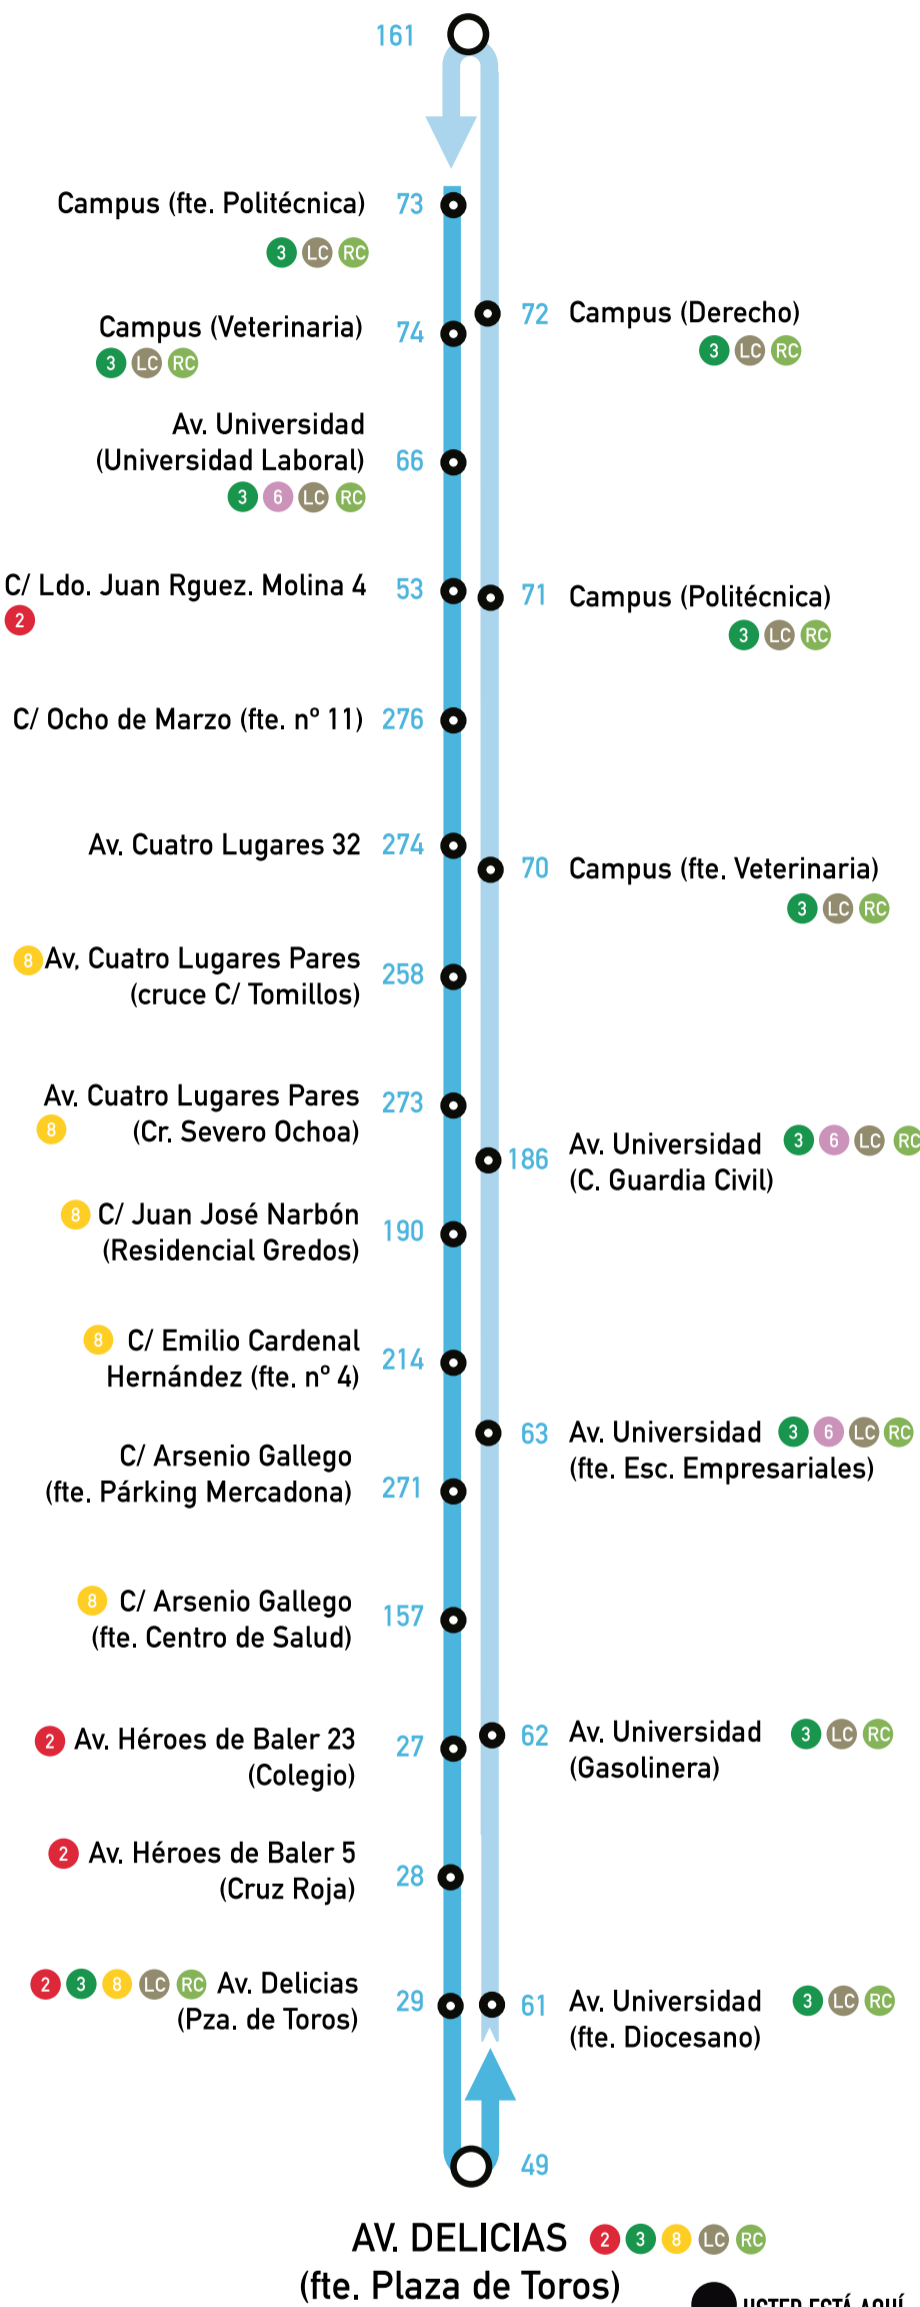 161
Campus (fte. Politécnica) 73
3 LC RC
72 Campus (Derecho)
3 LC RC
Campus (Veterinaria) 74
3 LC RC
Av. Universidad
(Universidad Laboral) 66
3 6 LC RC
C/ Ldo. Juan Rguez. Molina 4 53
2
71 Campus (Politécnica)
3 LC RC
C/ Ocho de Marzo (fte. nº 11) 276
Av. Cuatro Lugares 32 274
70 Campus (fte. Veterinaria)
3 LC RC
8 Av. Cuatro Lugares Pares
(cruce C/ Tomillos) 258
Av. Cuatro Lugares Pares 273
8 (Cr. Severo Ochoa)
186 Av. Universidad 3 6 LC RC
(C. Guardia Civil)
8 C/ Juan José Narbón
(Residencial Gredos) 190
8 C/ Emilio Cardenal
Hernández (fte. nº 4) 214
63 Av. Universidad 3 6 LC RC
(fte. Esc. Empresariales)
C/ Arsenio Gallego
(fte. Párking Mercadona) 271
8 C/ Arsenio Gallego
(fte. Centro de Salud) 157
62 Av. Universidad 3 LC RC
(Gasolinera)
2 Av. Héroes de Baler 23 27
(Colegio)
2 Av. Héroes de Baler 5
(Cruz Roja) 28
2 3 8 LC RC Av. Delicias
(Pza. de Toros) 29
61 Av. Universidad 3 LC RC
(fte. Diocesano)
49
AV. DELICIAS 2 3 8 LC RC
(fte. Plaza de Toros)
USTED ESTÁ AQUÍ